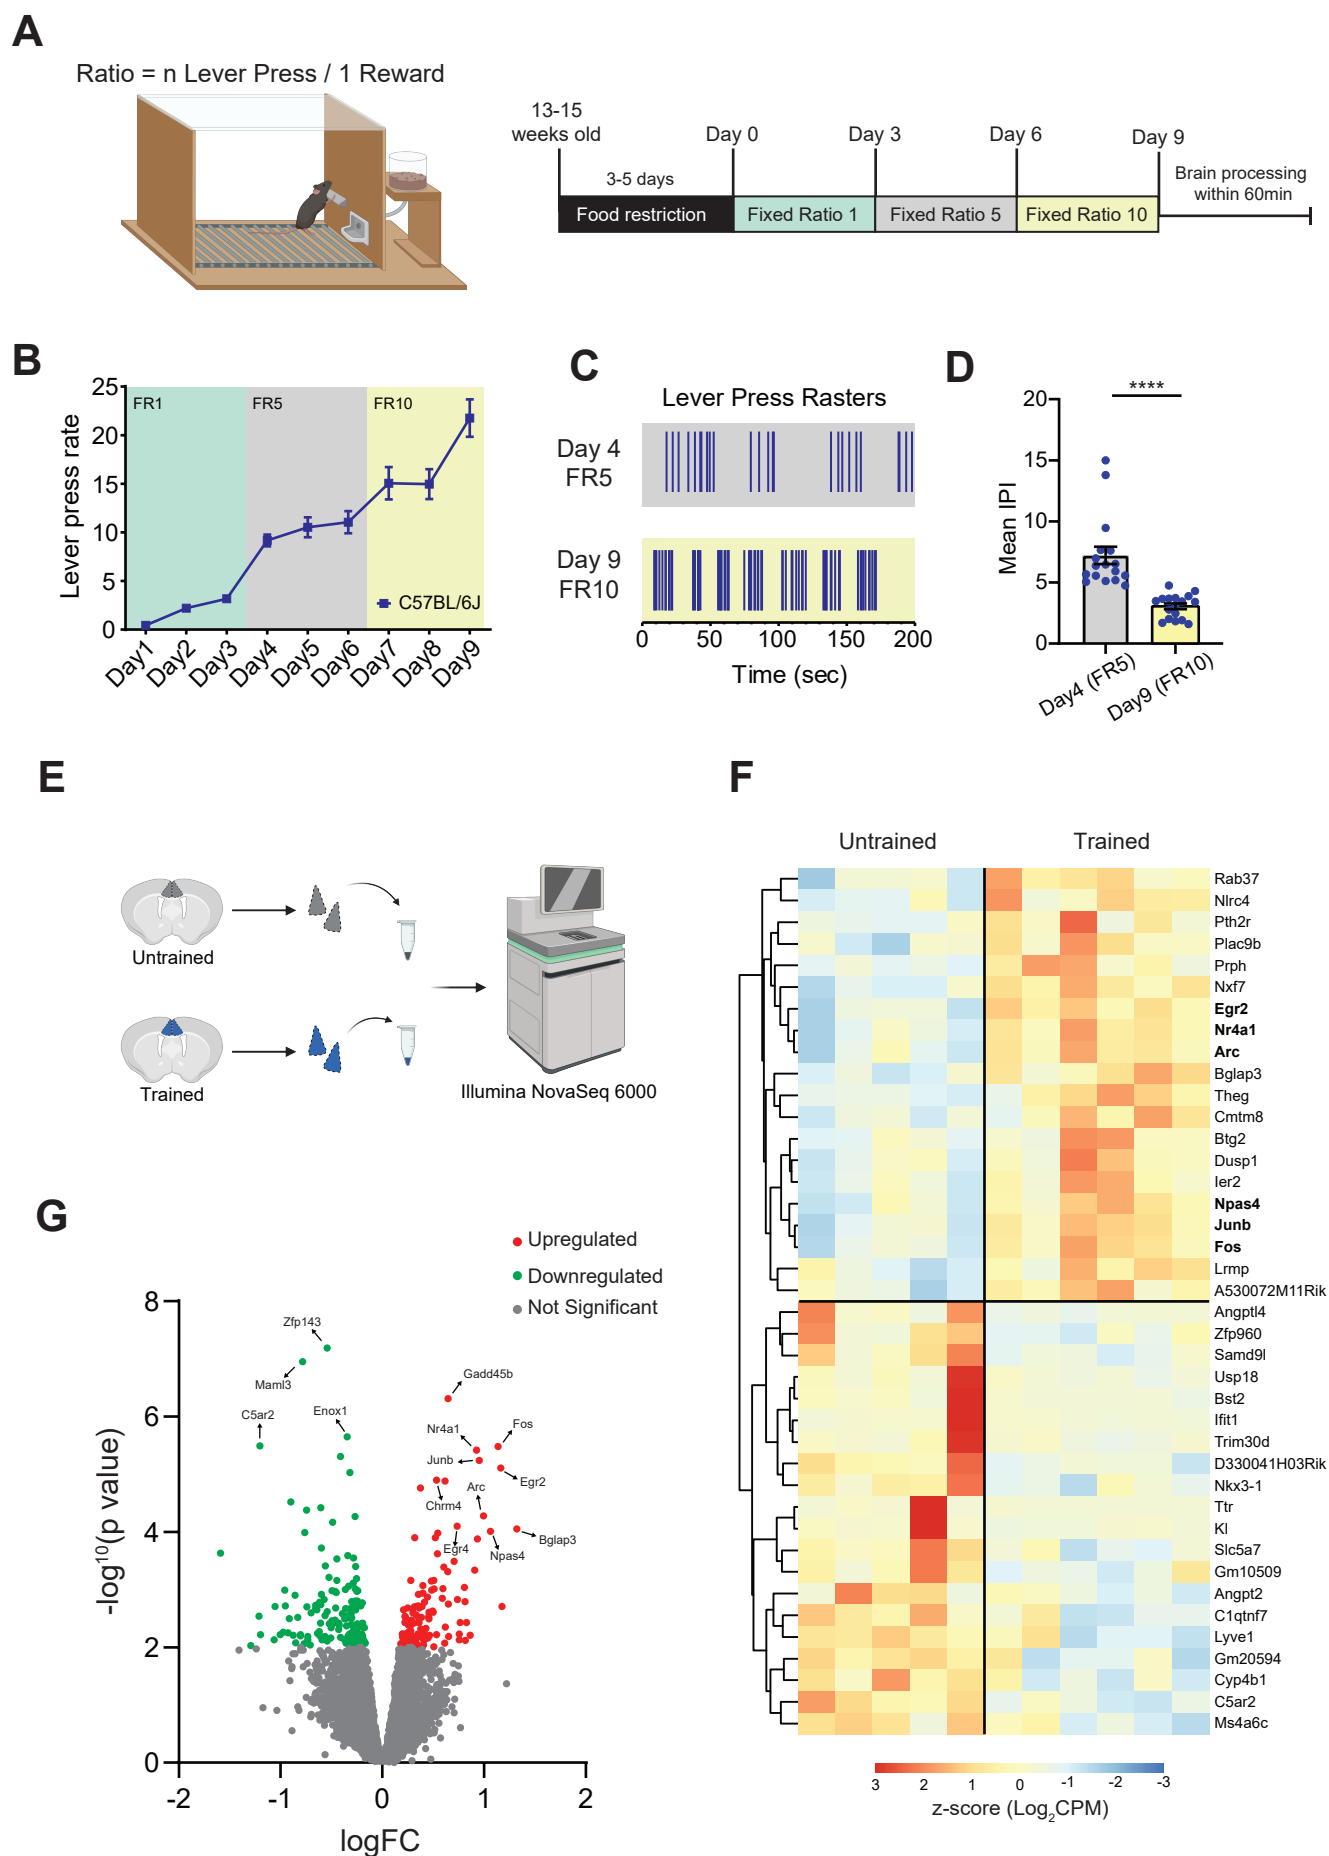 A
Ratio = n Lever Press / 1 Reward
13-15
weeks old
Day 0
Day 3
Day 6
Day 9
3-5 days
Brain processing
within 60min
Food restriction
Fixed Ratio 1
Fixed Ratio 5
Fixed Ratio 10
B
Lever press rate
25
20
15
10
5
0
FR1
FR5
FR10
C57BL/6J
Day1
Day2
Day3
Day4
Day5
Day6
Day7
Day8
Day9
C
Lever Press Rasters
Day 4
FR5
Day 9
FR10
0
50
100
150
200
Time (sec)
D
****
Mean IPI
20
15
10
5
0
Day4 (FR5)
Day9 (FR10)
E
Untrained
Trained
Illumina NovaSeq 6000
F
Untrained
Trained
Rab37
Nlrc4
Pth2r
Plac9b
Prph
Nxf7
Egr2
Nr4a1
Arc
Bglap3
Theg
Cmtm8
Btg2
Dusp1
Ier2
Npas4
Junb
Fos
Lrmp
A530072M11Rik
Angptl4
Zfp960
Samd9l
Usp18
Bst2
Ifit1
Trim30d
D330041H03Rik
Nkx3-1
Ttr
Kl
Slc5a7
Gm10509
Angpt2
C1qtnf7
Lyve1
Gm20594
Cyp4b1
C5ar2
Ms4a6c
3
2
1
0
-1
-2
-3
z-score (Log2CPM)
G
Upregulated
Downregulated
Not Significant
-log10(p value)
8
6
4
2
0
Zfp143
Maml3
C5ar2
Enox1
Gadd45b
Nr4a1
Fos
Junb
Egr2
Arc
Chrm4
Egr4
Npas4
Bglap3
-2
-1
0
1
2
logFC